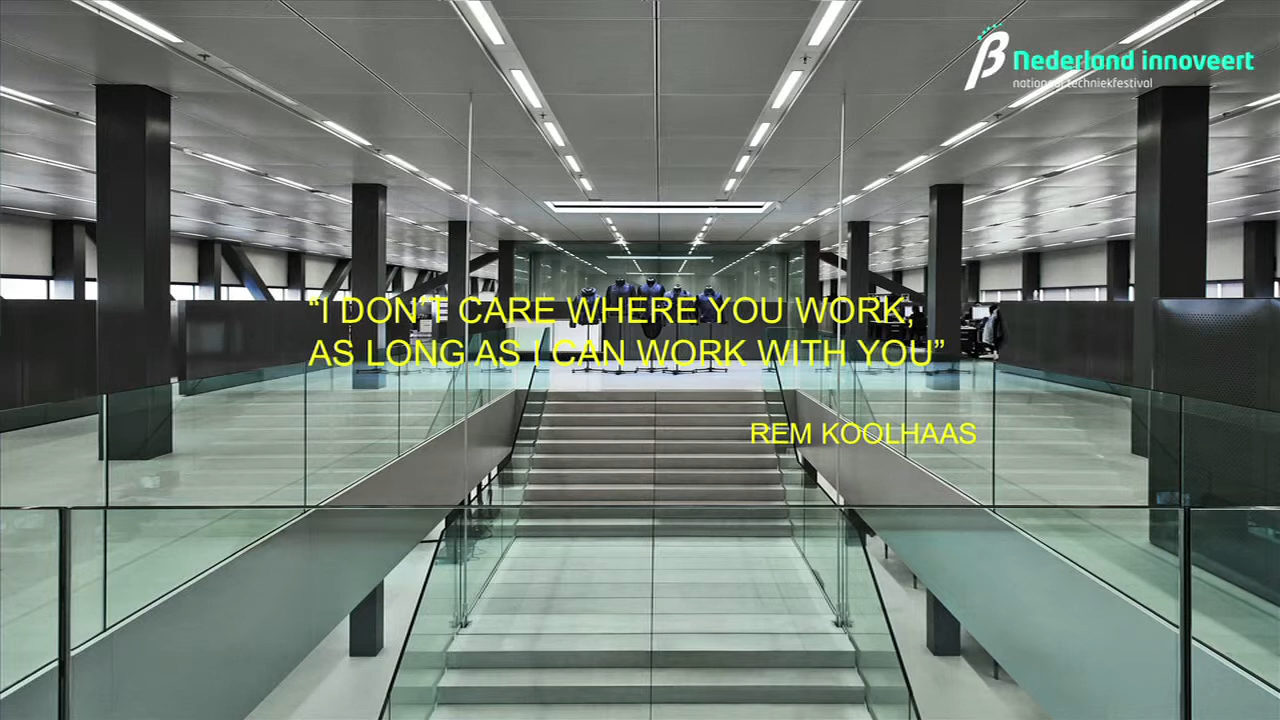 β Nederland innoveert
nationaal techniekfestival
“I DON´T CARE WHERE YOU WORK,
AS LONG AS I CAN WORK WITH YOU”
REM KOOLHAAS